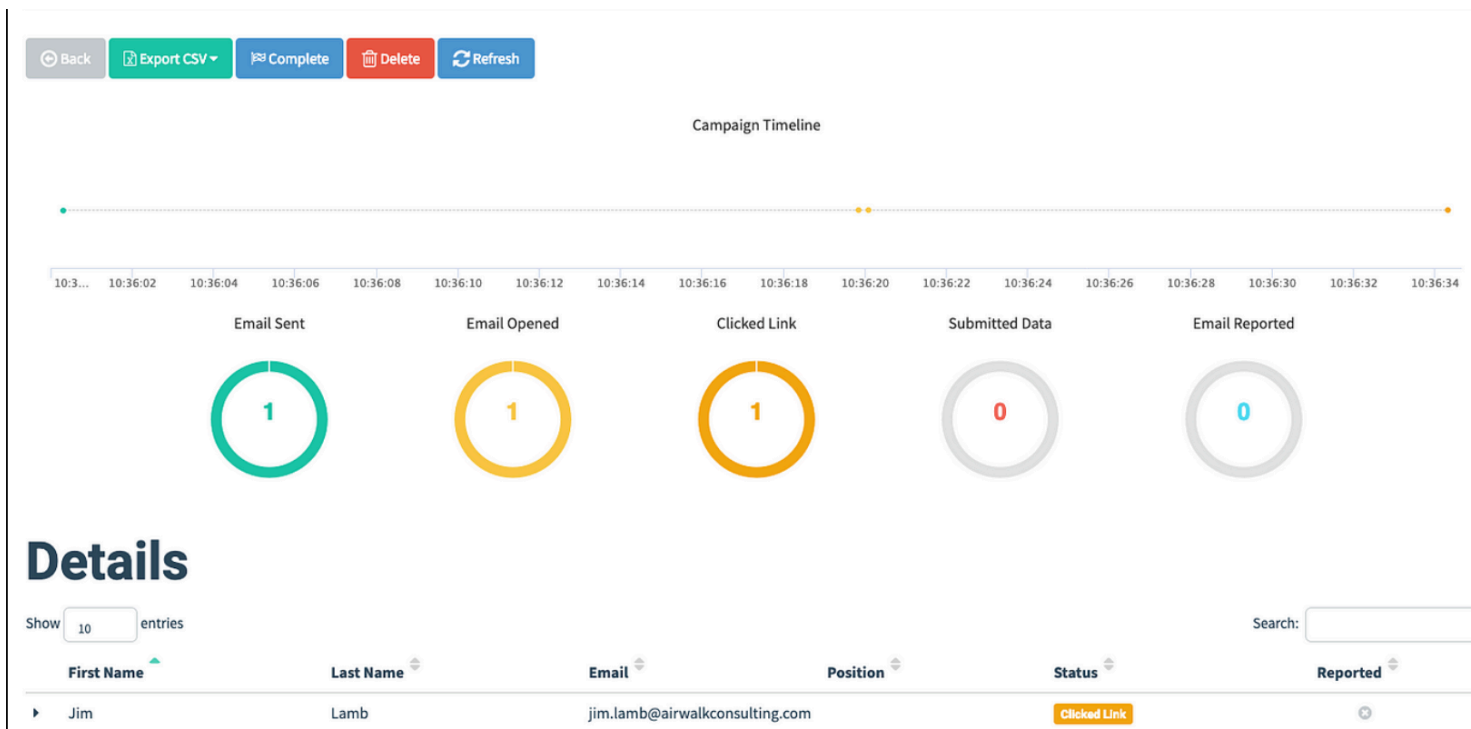 Back Export CSV Complete Delete Refresh
Campaign Timeline
10:3... 10:36:02 10:36:04 10:36:06 10:36:08 10:36:10 10:36:12 10:36:14 10:36:16 10:36:18 10:36:20 10:36:22 10:36:24 10:36:26 10:36:28 10:36:30 10:36:32 10:36:34
Email Sent Email Opened Clicked Link Submitted Data Email Reported
1 1 1 0 0
Details
Show 10 entries Search:
First Name Last Name Email Position Status Reported
Jim Lamb jim.lamb@airwalkconsulting.com Clicked Link